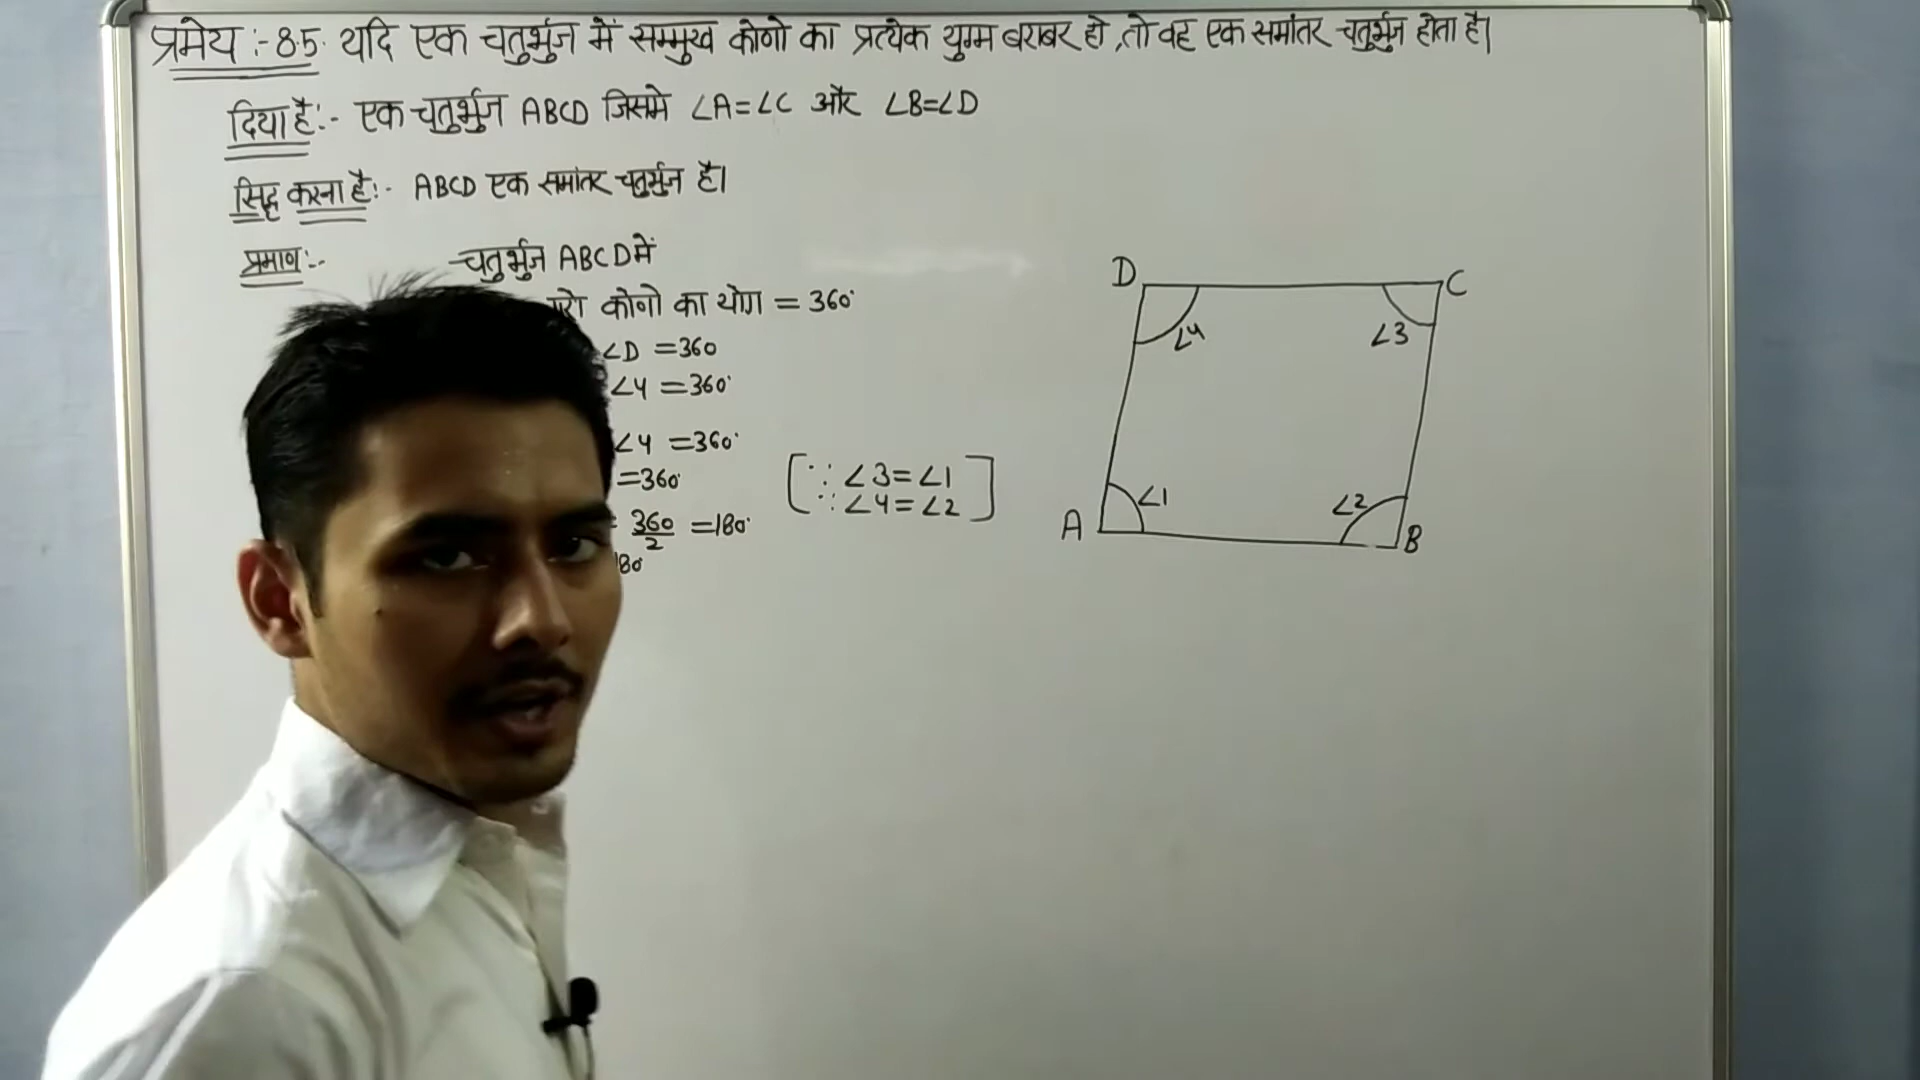 प्रमेय :- 8.5. यदि एक चतुर्भुज में सम्मुख कोणो का प्रत्येक युग्म बराबर हो ,तो वह एक समांतर चतुर्भुज होता है।
दिया है:- एक चतुर्भुज ABCD जिसमे ∠A=∠C और ∠B=∠D
सिद्ध करना है:- ABCD एक समांतर चतुर्भुज है।
प्रमाण:- चतुर्भुज ABCD में
कोणो का योग = 360°
∠D =360
∠4 =360°
∠4 =360°
=360°
= 360/2 =180°
80°
[∵ ∠3=∠1
∵ ∠4=∠2]
D C
∠4 ∠3
∠1 ∠2
A B